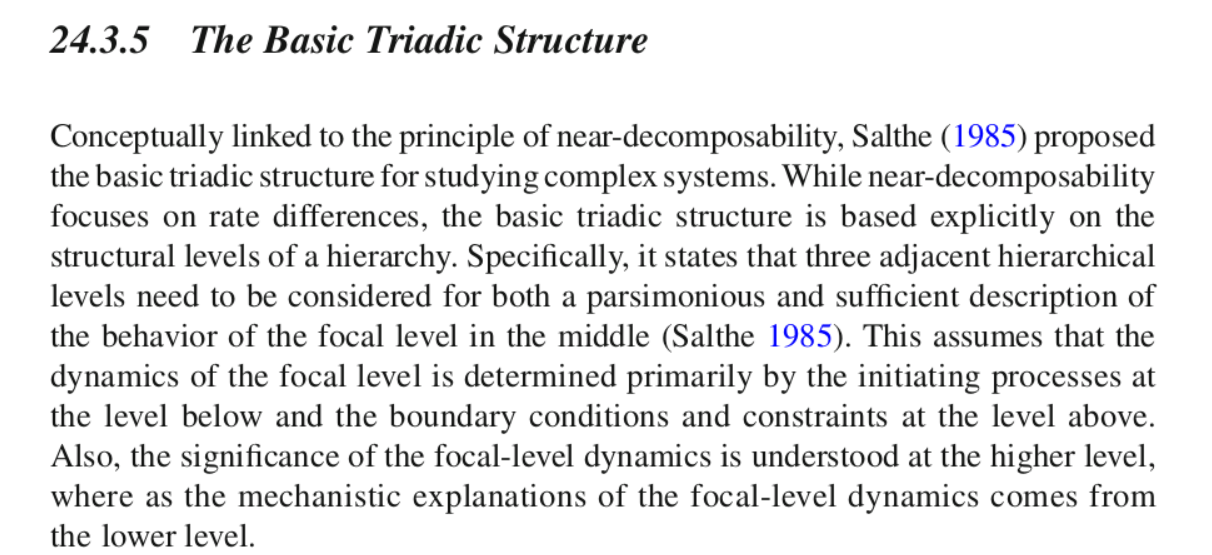 24.3.5 The Basic Triadic Structure
Conceptually linked to the principle of near-decomposability, Salthe (1985) proposed
the basic triadic structure for studying complex systems. While near-decomposability
focuses on rate differences, the basic triadic structure is based explicitly on the
structural levels of a hierarchy. Specifically, it states that three adjacent hierarchical
levels need to be considered for both a parsimonious and sufficient description of
the behavior of the focal level in the middle (Salthe 1985). This assumes that the
dynamics of the focal level is determined primarily by the initiating processes at
the level below and the boundary conditions and constraints at the level above.
Also, the significance of the focal-level dynamics is understood at the higher level,
where as the mechanistic explanations of the focal-level dynamics comes from
the lower level.